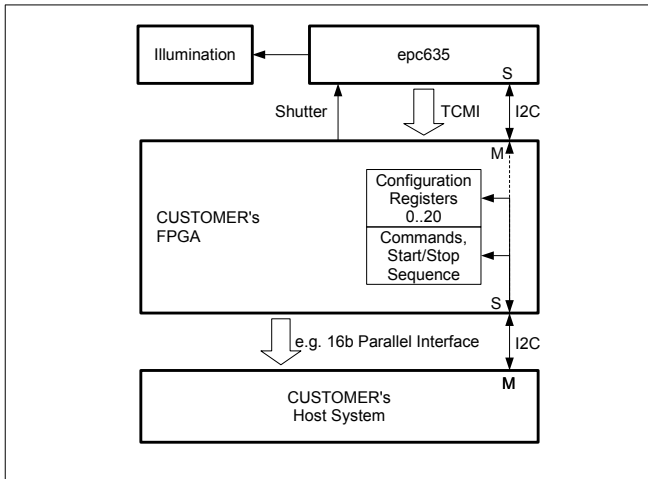 Illumination
epc635
S
Shutter
TCMI
I2C
M
Configuration
Registers
0..20
CUSTOMER's
FPGA
Commands,
Start/Stop
Sequence
S
e.g. 16b Parallel Interface
I2C
M
CUSTOMER's
Host System